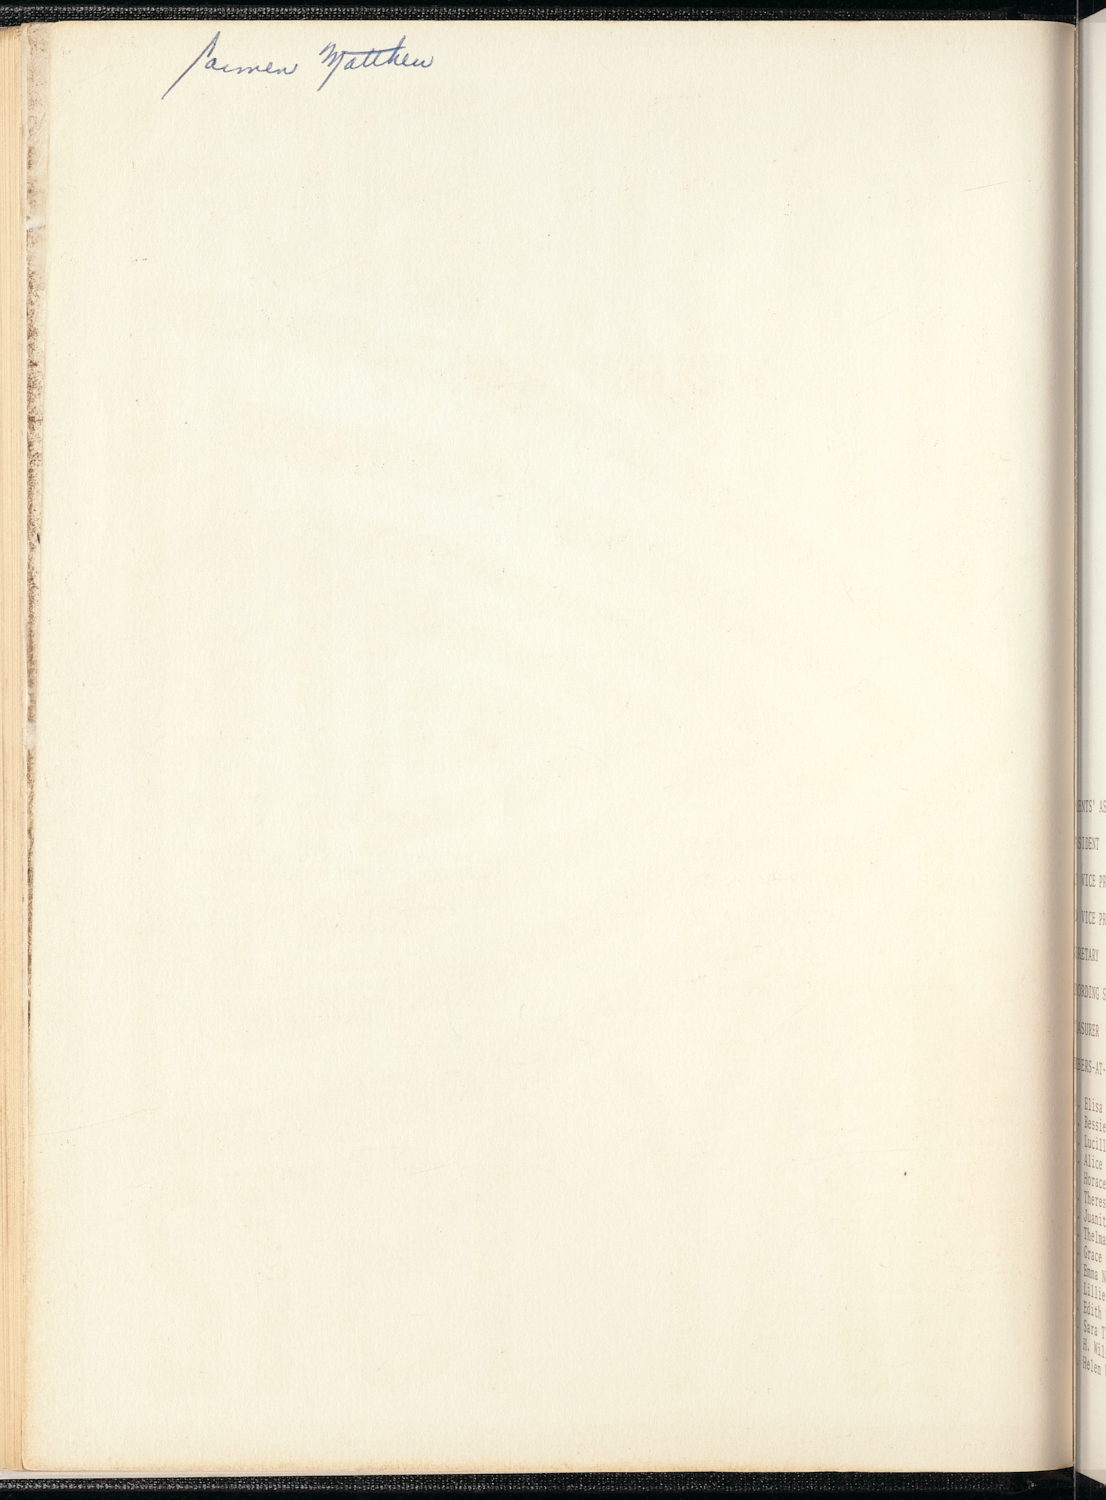 Carmen Matthew
ENTS' AS
SIDENT
VICE PR
VICE PR
RETARY
ORDING S
ASURER
BERS-AT-
Elisa
Bessie
Lucill
Alice
Horace
Theres
Juanit
Thelma
Grace
Emma N
Lillie
Edith
Sara T
H. Wil
Helen